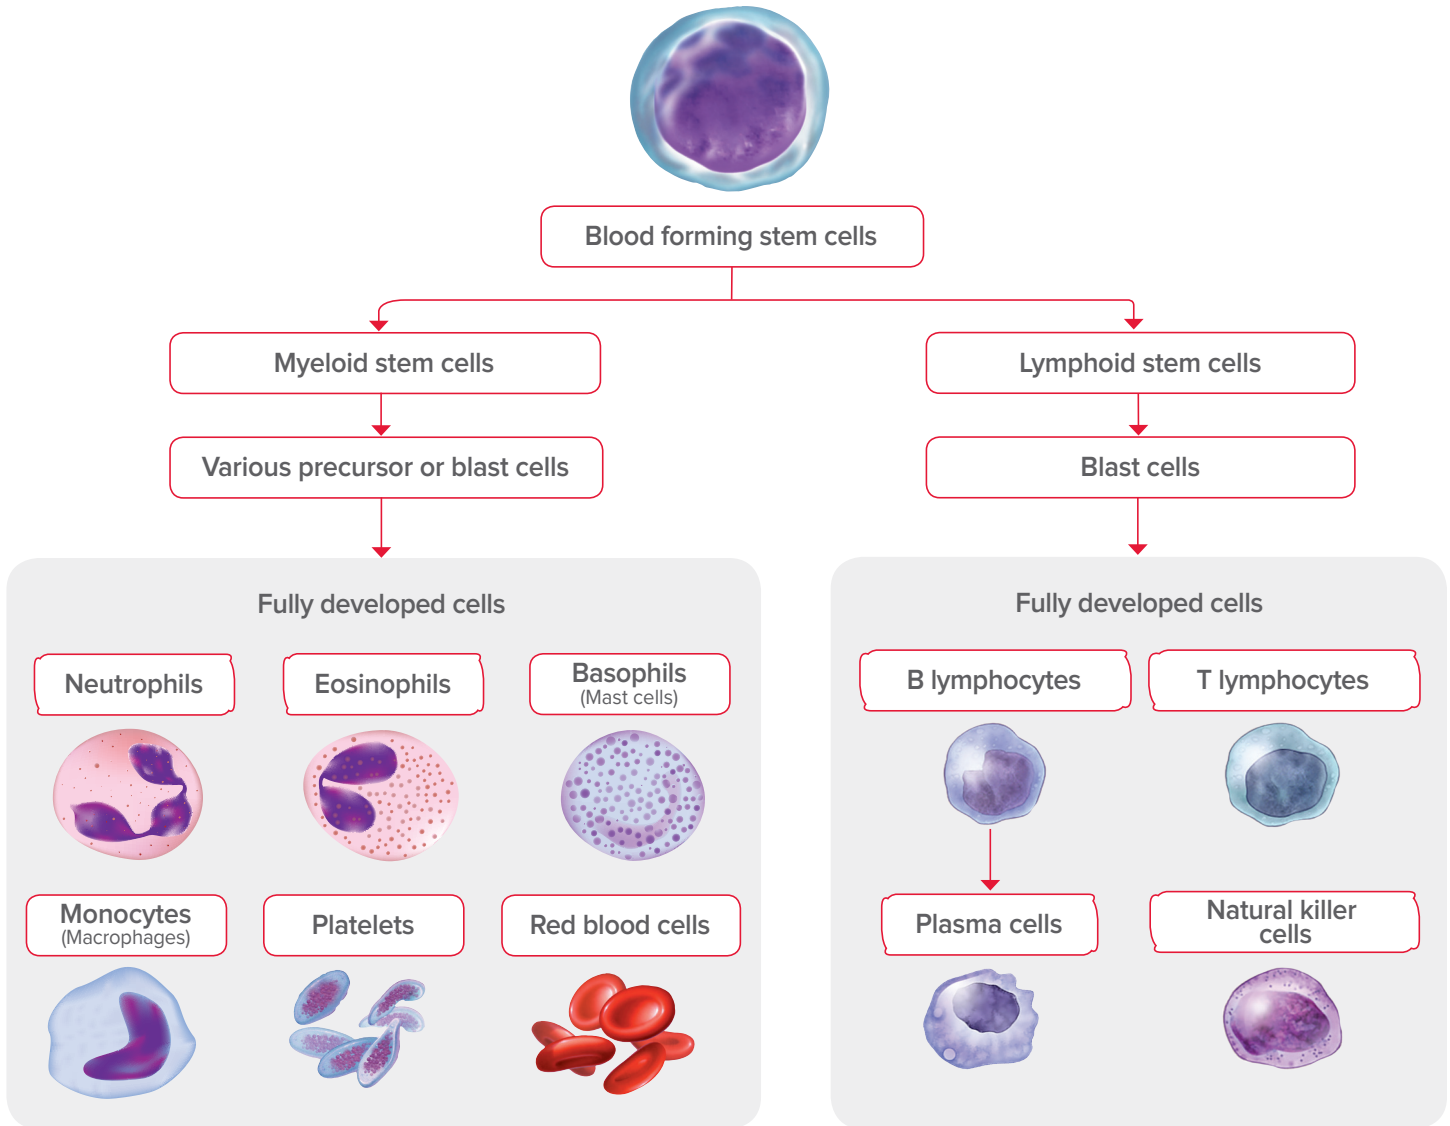 Blood forming stem cells
Myeloid stem cells
Lymphoid stem cells
Various precursor or blast cells
Blast cells
Fully developed cells
Neutrophils
Eosinophils
Basophils
(Mast cells)
Monocytes
(Macrophages)
Platelets
Red blood cells
Fully developed cells
B lymphocytes
T lymphocytes
Plasma cells
Natural killer
cells